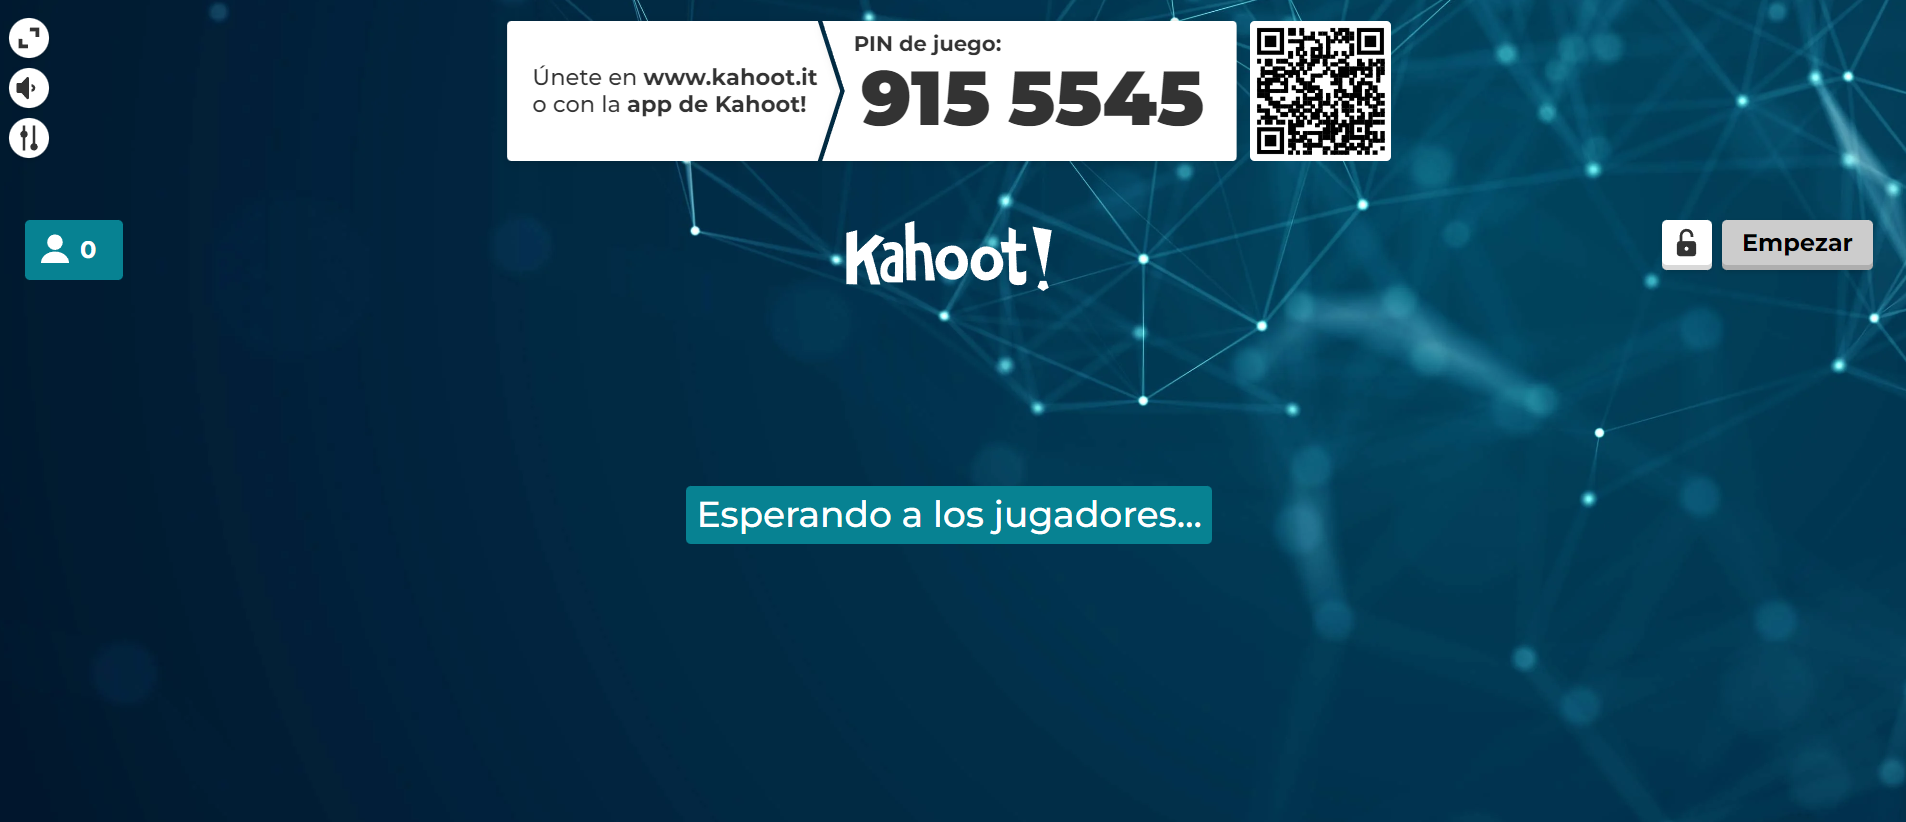 Únete en www.kahoot.it
o con la app de Kahoot!
PIN de juego:
915 5545
0
Kahoot!
Empezar
Esperando a los jugadores...